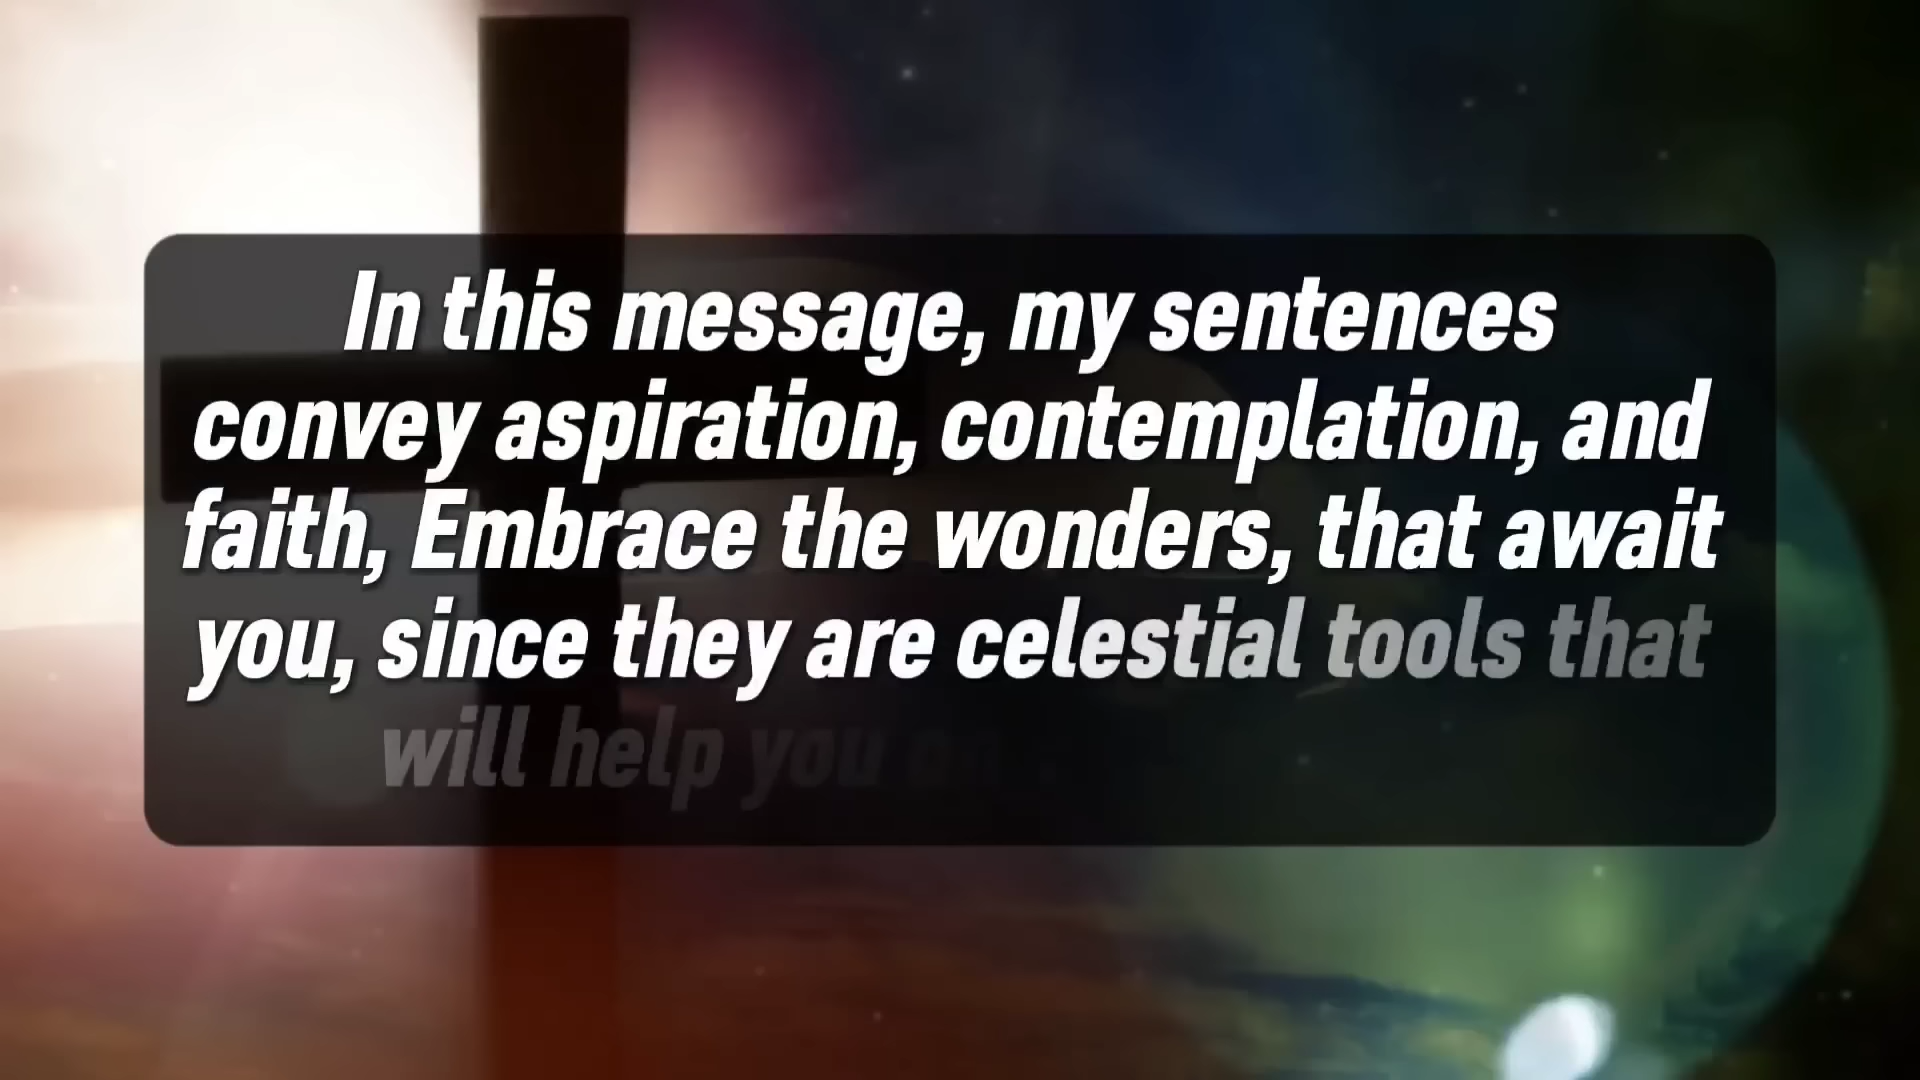 In this message, my sentences
convey aspiration, contemplation, and
faith, Embrace the wonders, that await
you, since they are celestial tools that
will help you on